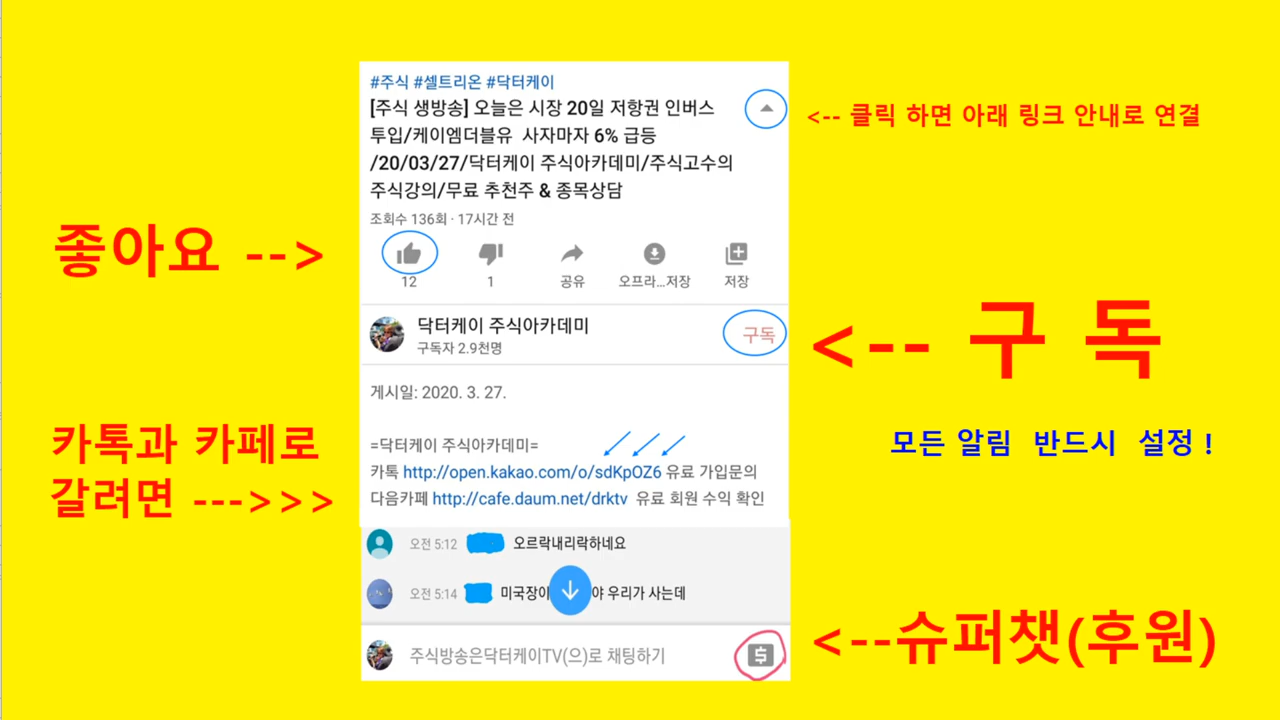 #주식 #셀트리온 #닥터케이
[주식 생방송] 오늘은 시장 20일 저항권 인버스
투입/케이엠더블유 사자마자 6% 급등
/20/03/27/닥터케이 주식아카데미/주식고수의
주식강의/무료 추천주 & 종목상담
조회수 136회 · 17시간 전
<-- 클릭 하면 아래 링크 안내로 연결
좋아요 -->
12
1
공유
오프라...저장
저장
닥터케이 주식아카데미
구독자 2.9천명
구독
<-- 구 독
게시일: 2020. 3. 27.
모든 알림 반드시 설정 !
카톡과 카페로
갈려면 --->>>
=닥터케이 주식아카데미=
카톡 http://open.kakao.com/o/sdKpOZ6 유료 가입문의
다음카페 http://cafe.daum.net/drktv 유료 회원 수익 확인
오전 5:12 오르락내리락하네요
오전 5:14 미국장이 야 우리가 사는데
주식방송은닥터케이TV(으)로 채팅하기
<--슈퍼챗(후원)